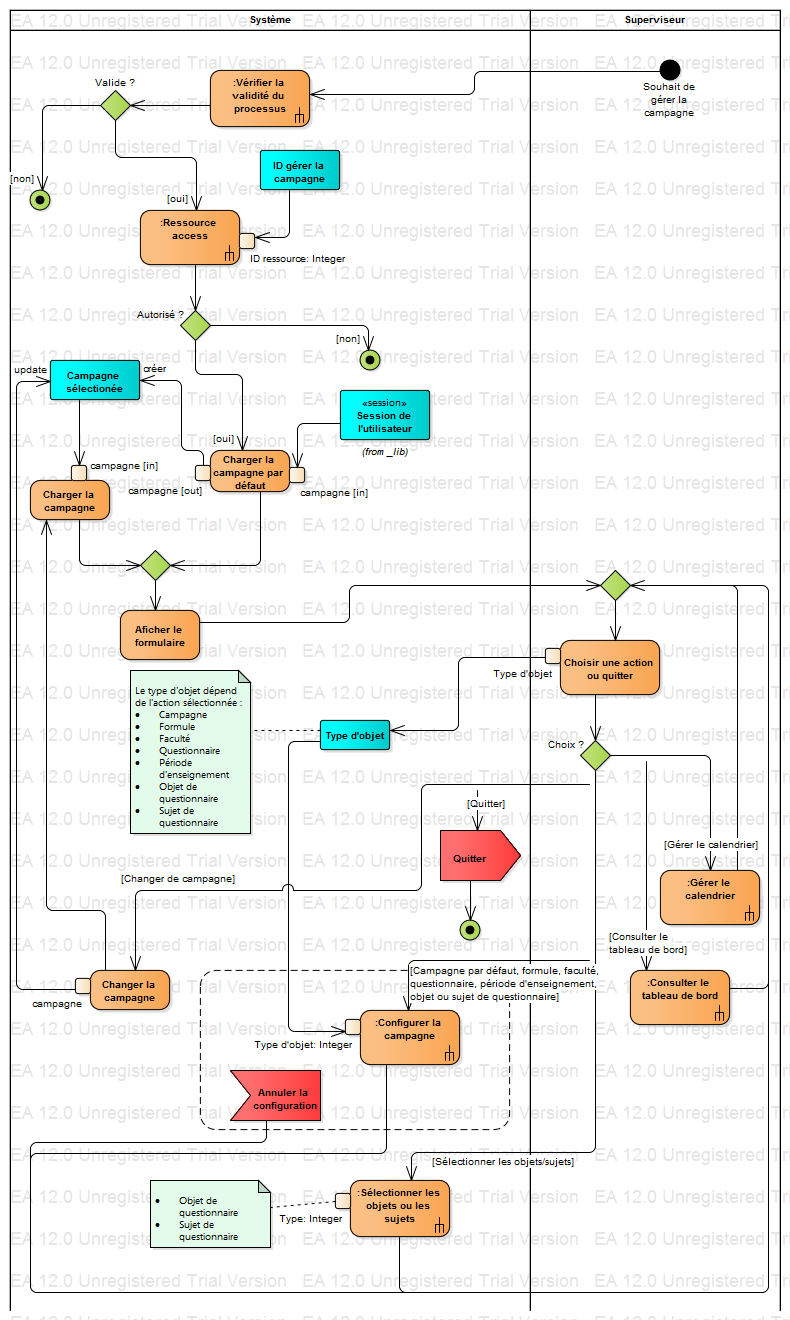 Système
Superviseur
EA 12.0 Unregistered Trial Version
Souhait de
gérer la
campagne
:Vérifier la
validité du
processus
Valide ?
[non]
[oui]
ID gérer la
campagne
:Ressource
access
ID ressource: Integer
Autorisé ?
[non]
update
Campagne
sélectionée
créer
«session»
Session de
l'utilisateur
(from _lib)
[oui]
Charger la
campagne par
défaut
campagne [in]
campagne [out]
campagne [in]
Charger la
campagne
Aficher le
formulaire
Choisir une action
ou quitter
Type d'objet
Le type d'objet dépend
de l'action sélectionnée :
• Campagne
• Formule
• Faculté
• Questionnaire
• Période
d'enseignement
• Objet de
questionnaire
• Sujet de
questionnaire
Type d'objet
Choix ?
[Quitter]
Quitter
[Gérer le calendrier]
:Gérer le
calendrier
[Changer de campagne]
[Consulter le
tableau de bord]
Changer la
campagne
campagne
:Consulter le
tableau de bord
[Campagne par défaut, formule, faculté,
questionnaire, période d'enseignement,
objet ou sujet de questionnaire]
:Configurer la
campagne
Type d'objet: Integer
Annuler la
configuration
[Sélectionner les objets/sujets]
• Objet de
questionnaire
• Sujet de
questionnaire
:Sélectionner les
objets ou les
sujets
Type: Integer